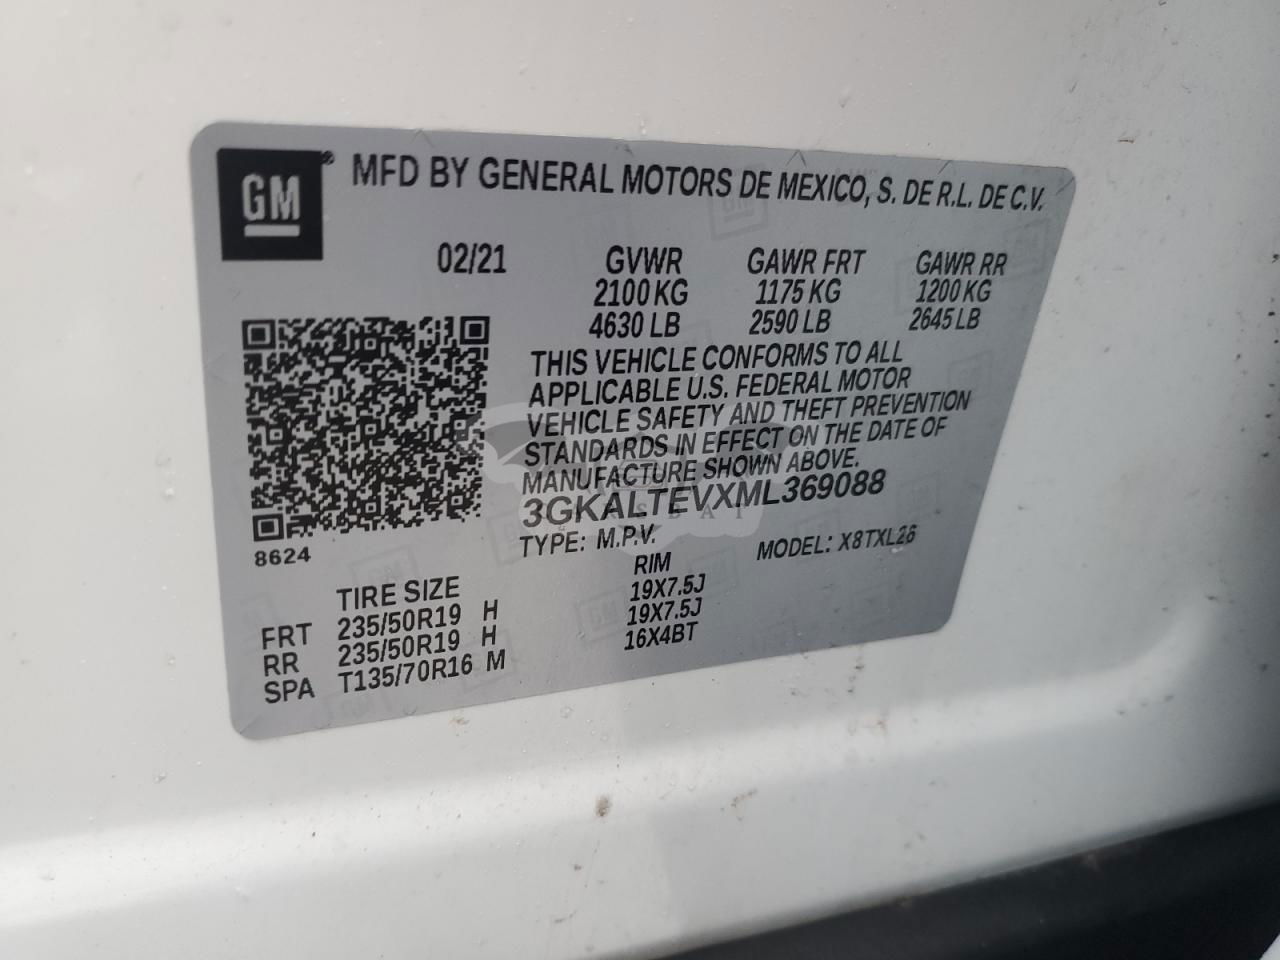 GM® MFD BY GENERAL MOTORS DE MEXICO, S. DE R.L. DE C.V.
02/21 GVWR GAWR FRT GAWR RR
2100 KG 1175 KG 1200 KG
4630 LB 2590 LB 2645 LB
THIS VEHICLE CONFORMS TO ALL
APPLICABLE U.S. FEDERAL MOTOR
VEHICLE SAFETY AND THEFT PREVENTION
STANDARDS IN EFFECT ON THE DATE OF
MANUFACTURE SHOWN ABOVE.
3GKALTEVXML369088
8624 TYPE: M.P.V. MODEL: X8TXL26
TIRE SIZE RIM
FRT 235/50R19 H 19X7.5J
RR 235/50R19 H 19X7.5J
SPA T135/70R16 M 16X4BT